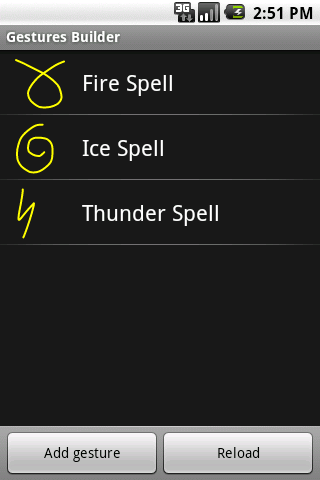 3G 2:51 PM
Gestures Builder
Fire Spell
Ice Spell
Thunder Spell
Add gesture Reload